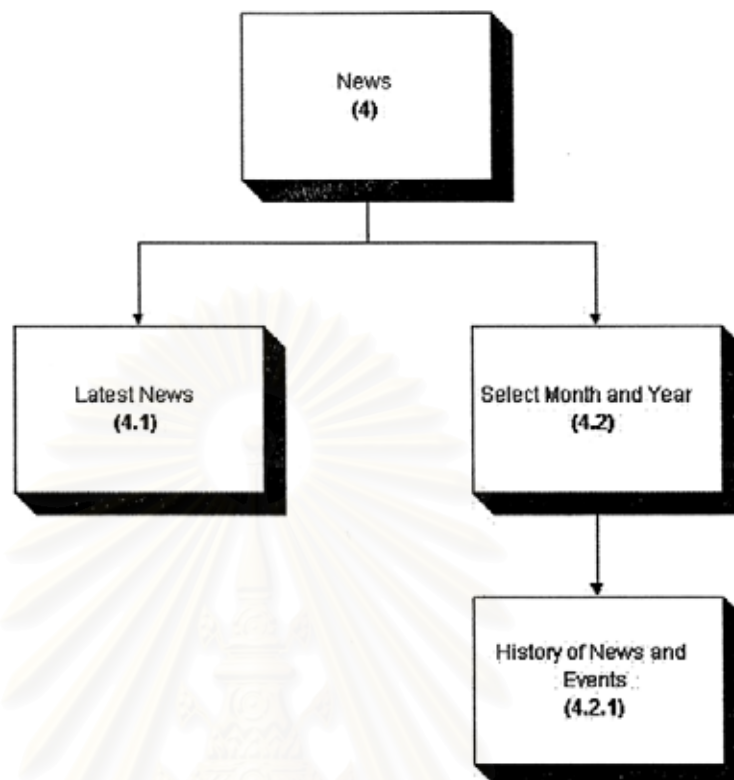 News
(4)
Latest News
(4.1)
Select Month and Year
(4.2)
History of News and
Events
(4.2.1)